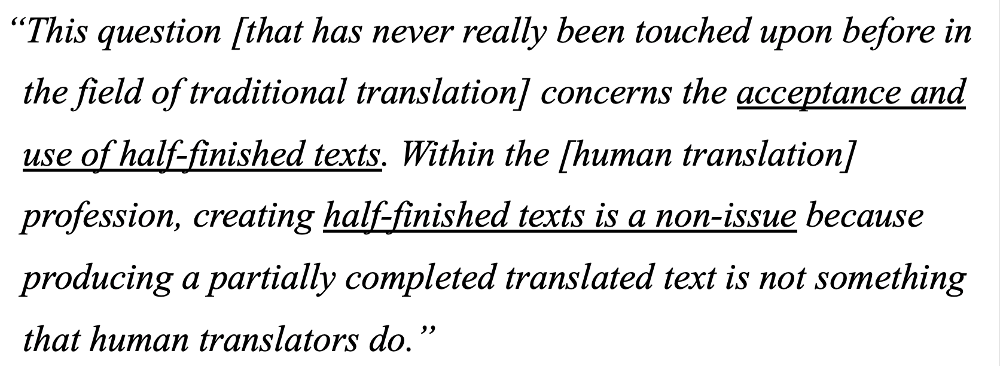 “This question [that has never really been touched upon before in
the field of traditional translation] concerns the acceptance and
use of half-finished texts. Within the [human translation]
profession, creating half-finished texts is a non-issue because
producing a partially completed translated text is not something
that human translators do.”